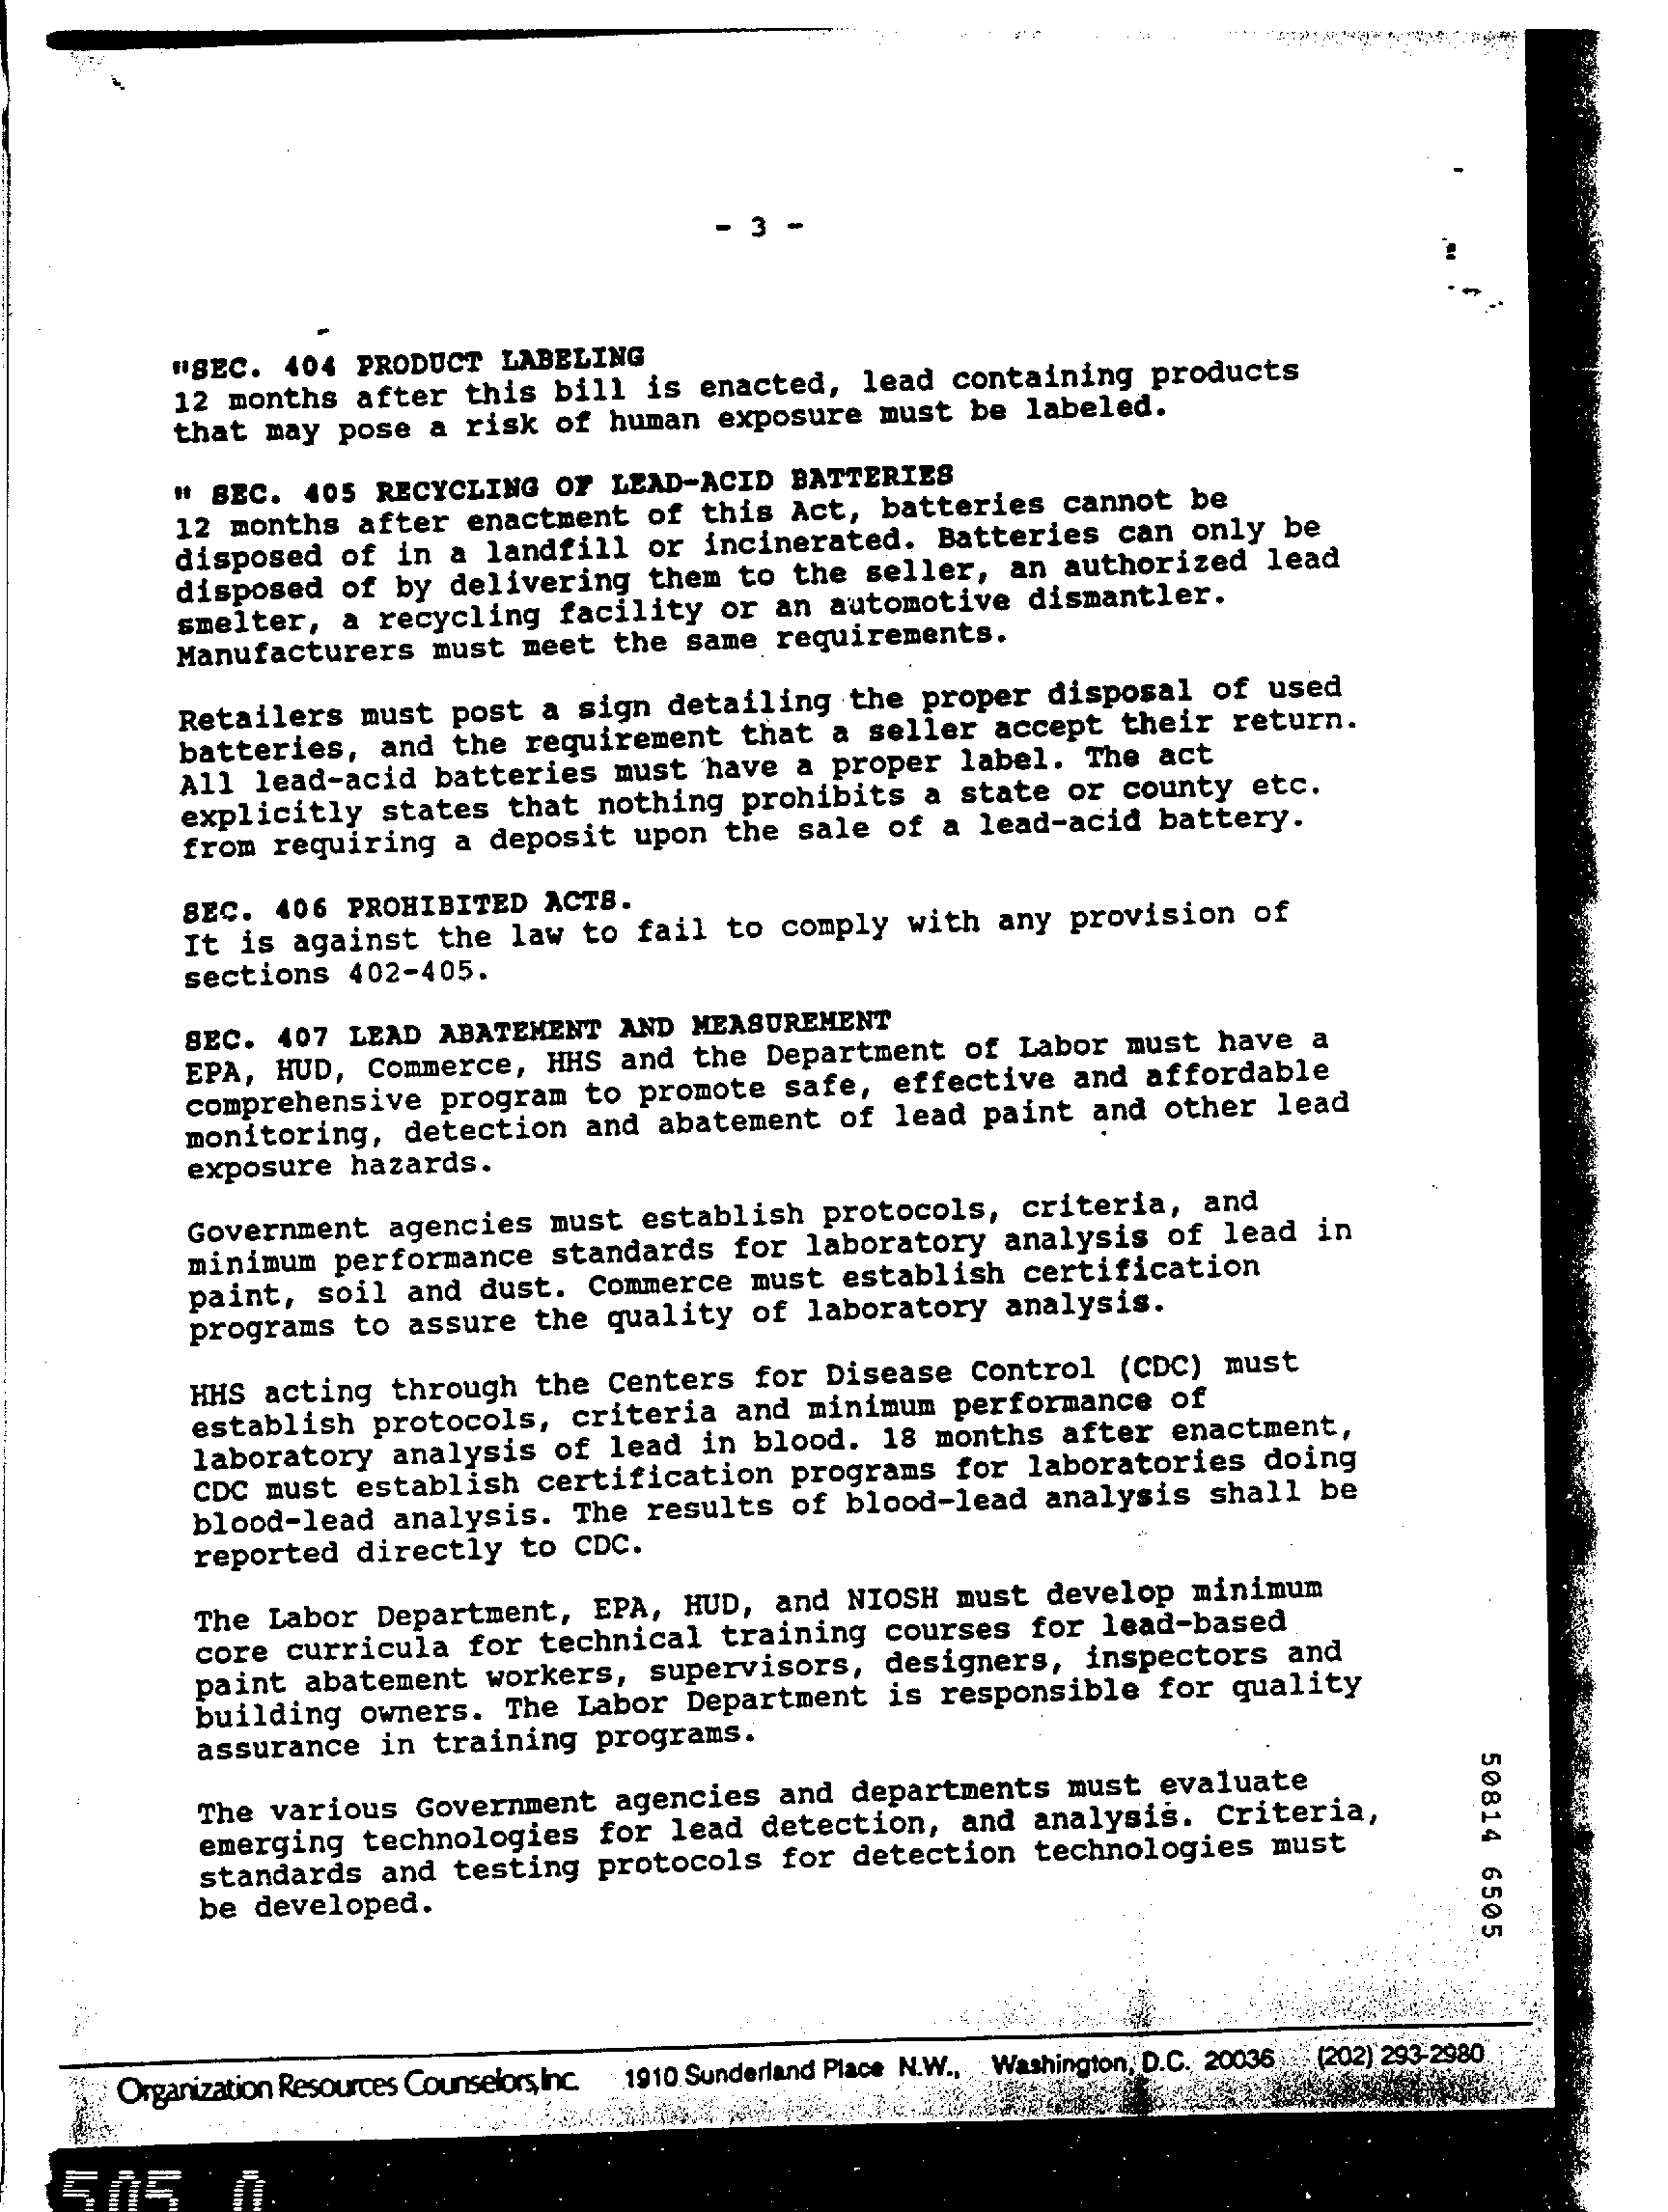 - 3 -
"SEC. 404 PRODUCT LABELING
12 months after this bill is enacted, lead containing products
that may pose a risk of human exposure must be labeled.
" SEC. 405 RECYCLING OF LEAD-ACID BATTERIES
12 months after enactment of this Act, batteries cannot be
disposed of in a landfill or incinerated. Batteries can only be
disposed of by delivering them to the seller, an authorized lead
smelter, a recycling facility or an automotive dismantler.
Manufacturers must meet the same requirements.
Retailers must post a sign detailing the proper disposal of used
batteries, and the requirement that a seller accept their return.
All lead-acid batteries must have a proper label. The act
explicitly states that nothing prohibits a state or county etc.
from requiring a deposit upon the sale of a lead-acid battery.
SEC. 406 PROHIBITED ACTS.
It is against the law to fail to comply with any provision of
sections 402-405.
SEC. 407 LEAD ABATEMENT AND MEASUREMENT
EPA, HUD, Commerce, HHS and the Department of Labor must have a
comprehensive program to promote safe, effective and affordable
monitoring, detection and abatement of lead paint and other lead
exposure hazards.
Government agencies must establish protocols, criteria, and
minimum performance standards for laboratory analysis of lead in
paint, soil and dust. Commerce must establish certification
programs to assure the quality of laboratory analysis.
HHS acting through the Centers for Disease Control (CDC) must
establish protocols, criteria and minimum performance of
laboratory analysis of lead in blood. 18 months after enactment,
CDC must establish certification programs for laboratories doing
blood-lead analysis. The results of blood-lead analysis shall be
reported directly to CDC.
The Labor Department, EPA, HUD, and NIOSH must develop minimum
core curricula for technical training courses for lead-based
paint abatement workers, supervisors, designers, inspectors and
building owners. The Labor Department is responsible for quality
assurance in training programs.
The various Government agencies and departments must evaluate
emerging technologies for lead detection, and analysis. Criteria,
standards and testing protocols for detection technologies must
be developed.
50814 6505
Organization Resources Counselors, Inc. 1910 Sunderland Place N.W., Washington, D.C. 20036 (202) 293-2980
505 0